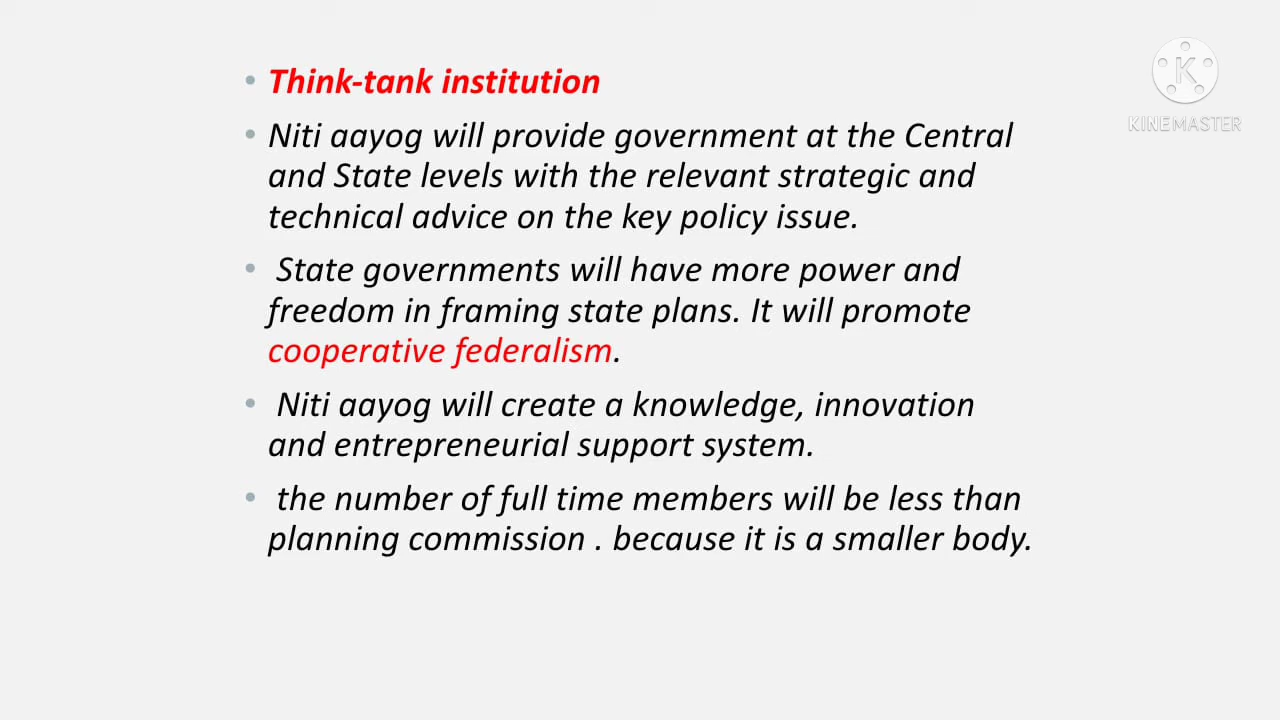 • Think-tank institution
• Niti aayog will provide government at the Central
and State levels with the relevant strategic and
technical advice on the key policy issue.
• State governments will have more power and
freedom in framing state plans. It will promote
cooperative federalism.
• Niti aayog will create a knowledge, innovation
and entrepreneurial support system.
• the number of full time members will be less than
planning commission . because it is a smaller body.
K
KINEMASTER